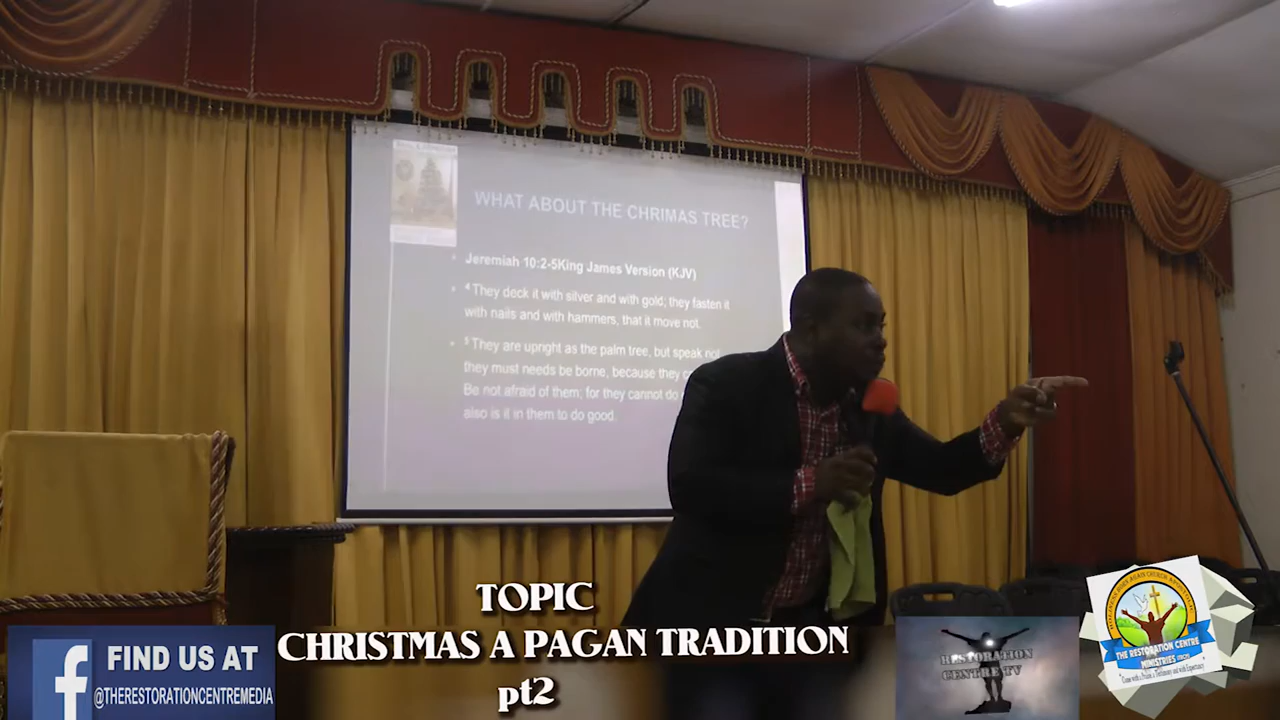 WHAT ABOUT THE CHRIMAS TREE?
Jeremiah 10:2-5King James Version (KJV)
4 They deck it with silver and with gold; they fasten it
with nails and with hammers, that it move not.
5 They are upright as the palm tree, but speak not
they must needs be borne, because they
Be not afraid of them; for they cannot do
also is it in them to do good.
TOPIC
CHRISTMAS A PAGAN TRADITION
pt2
f FIND US AT
@THERESTORATIONCENTREMEDIA
RESTORATION
CENTRE TV
THE RESTORATION CENTRE
MINISTRIES